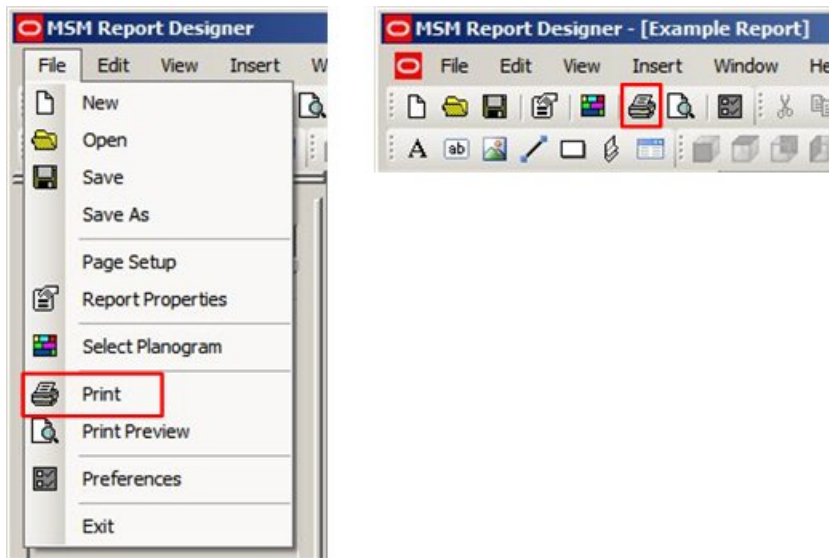 MSM Report Designer
File Edit View Insert
New
Open
Save
Save As
Page Setup
Report Properties
Select Planogram
Print
Print Preview
Preferences
Exit
MSM Report Designer - [Example Report]
File Edit View Insert Window
A ab